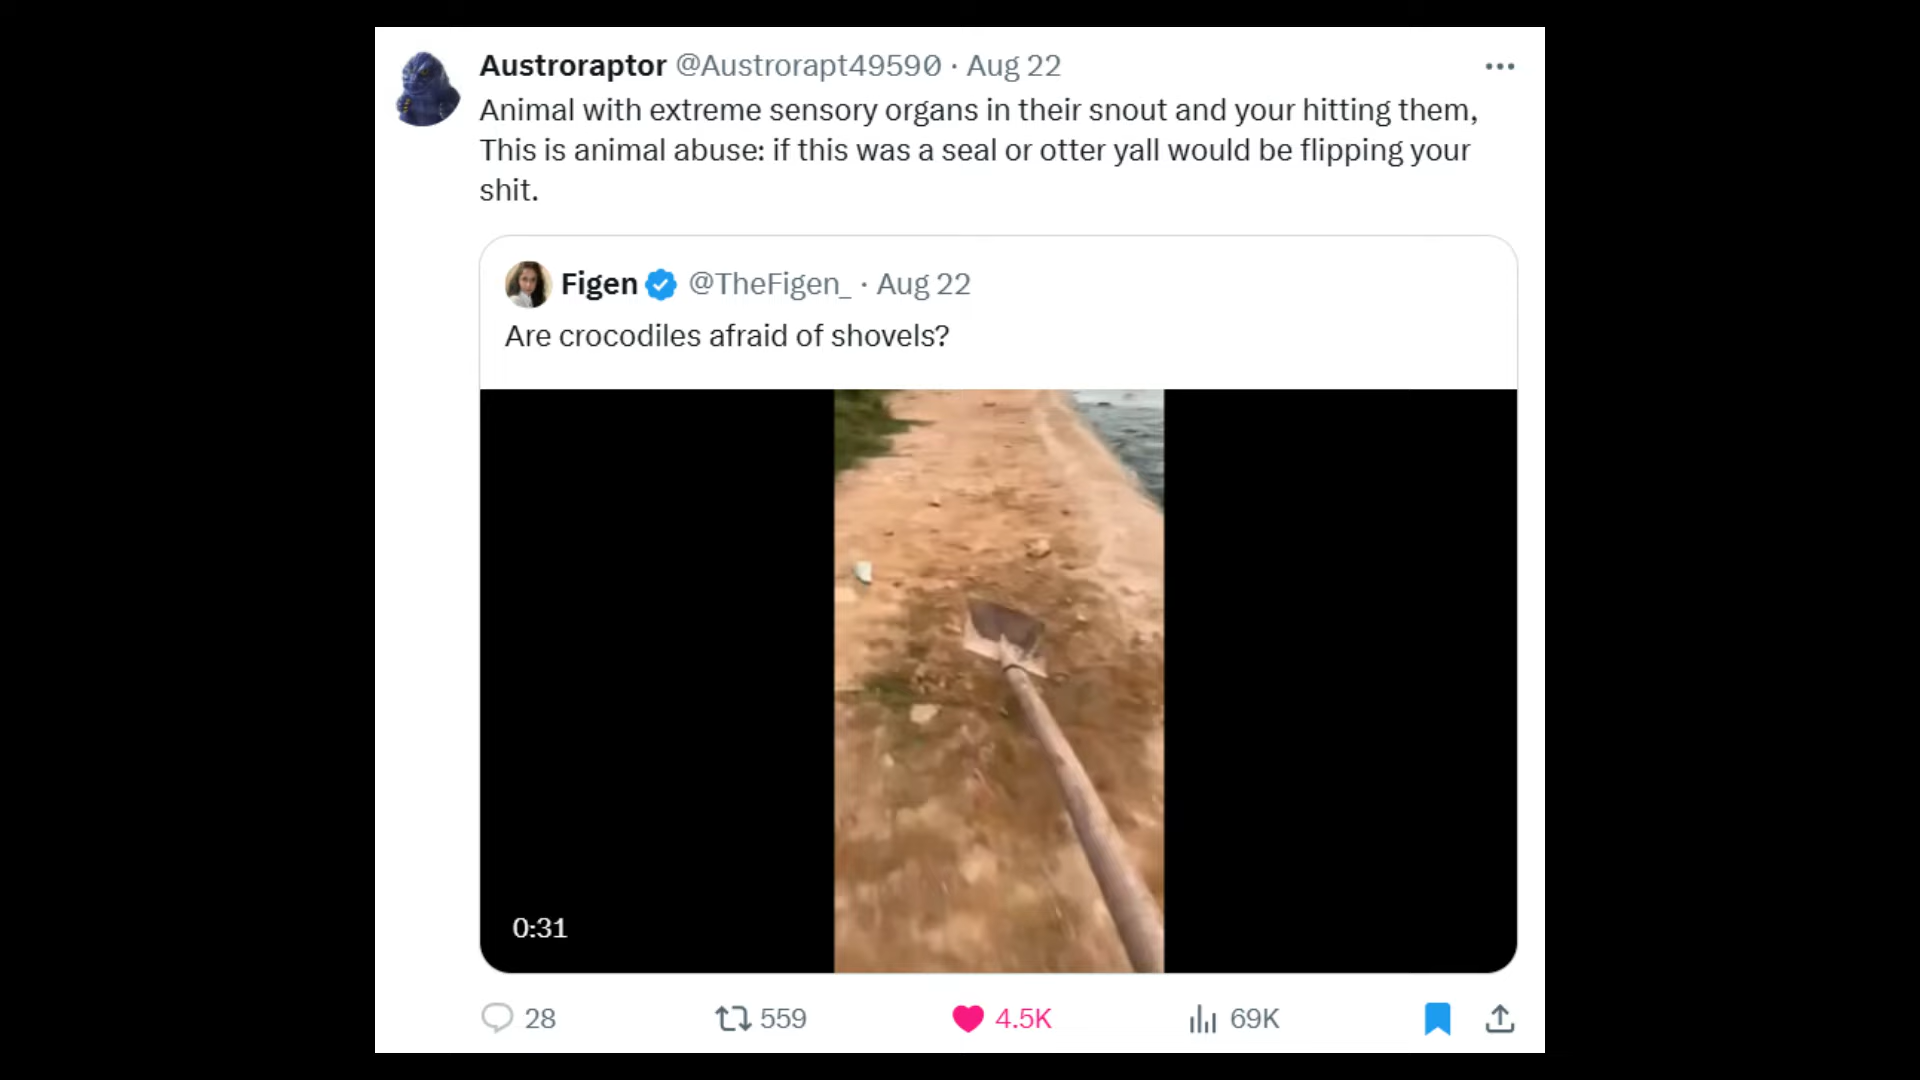 Austroraptor @Austrorapt49590 · Aug 22
Animal with extreme sensory organs in their snout and your hitting them,
This is animal abuse: if this was a seal or otter yall would be flipping your
shit.
Figen @TheFigen_ · Aug 22
Are crocodiles afraid of shovels?
0:31
28 559 4.5K 69K